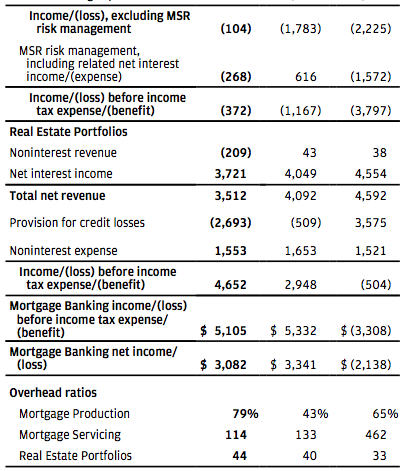 Income/(loss), excluding MSR
risk management (104) (1,783) (2,225)
MSR risk management,
including related net interest
income/(expense) (268) 616 (1,572)
Income/(loss) before income
tax expense/(benefit) (372) (1,167) (3,797)
Real Estate Portfolios
Noninterest revenue (209) 43 38
Net interest income 3,721 4,049 4,554
Total net revenue 3,512 4,092 4,592
Provision for credit losses (2,693) (509) 3,575
Noninterest expense 1,553 1,653 1,521
Income/(loss) before income
tax expense/(benefit) 4,652 2,948 (504)
Mortgage Banking income/(loss)
before income tax expense/
(benefit) $ 5,105 $ 5,332 $ (3,308)
Mortgage Banking net income/
(loss) $ 3,082 $ 3,341 $ (2,138)
Overhead ratios
Mortgage Production 79% 43% 65%
Mortgage Servicing 114 133 462
Real Estate Portfolios 44 40 33